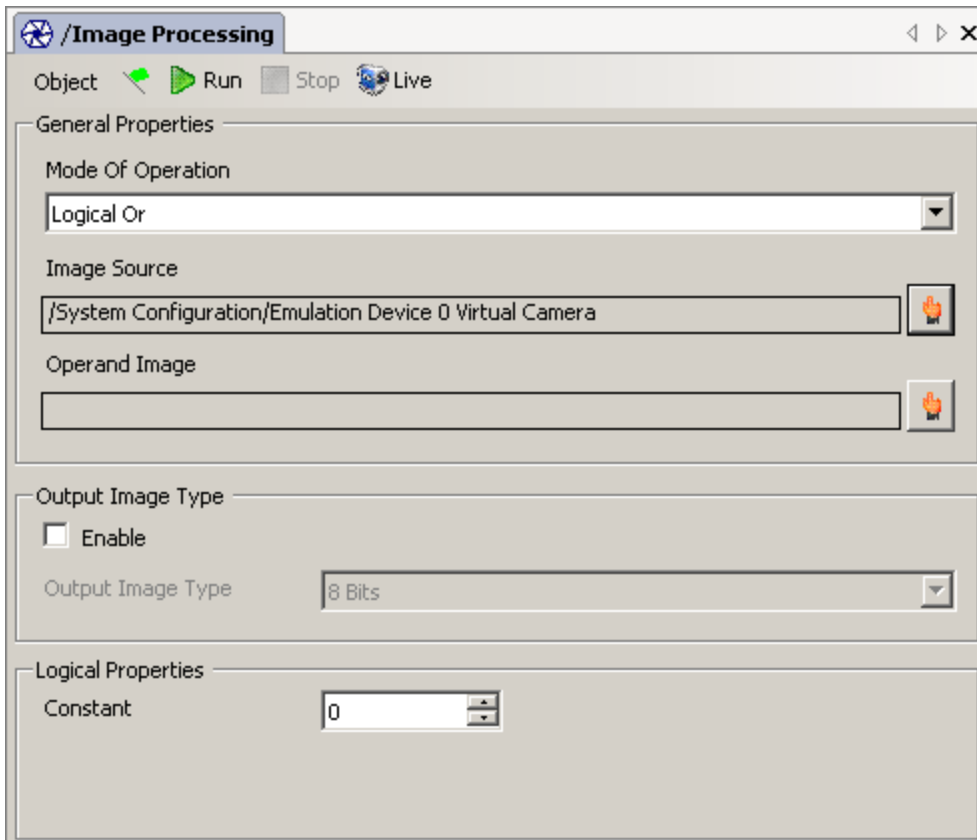 /Image Processing
Object Run Stop Live
General Properties
Mode Of Operation
Logical Or
Image Source
/System Configuration/Emulation Device 0 Virtual Camera
Operand Image
Output Image Type
Enable
Output Image Type 8 Bits
Logical Properties
Constant 0